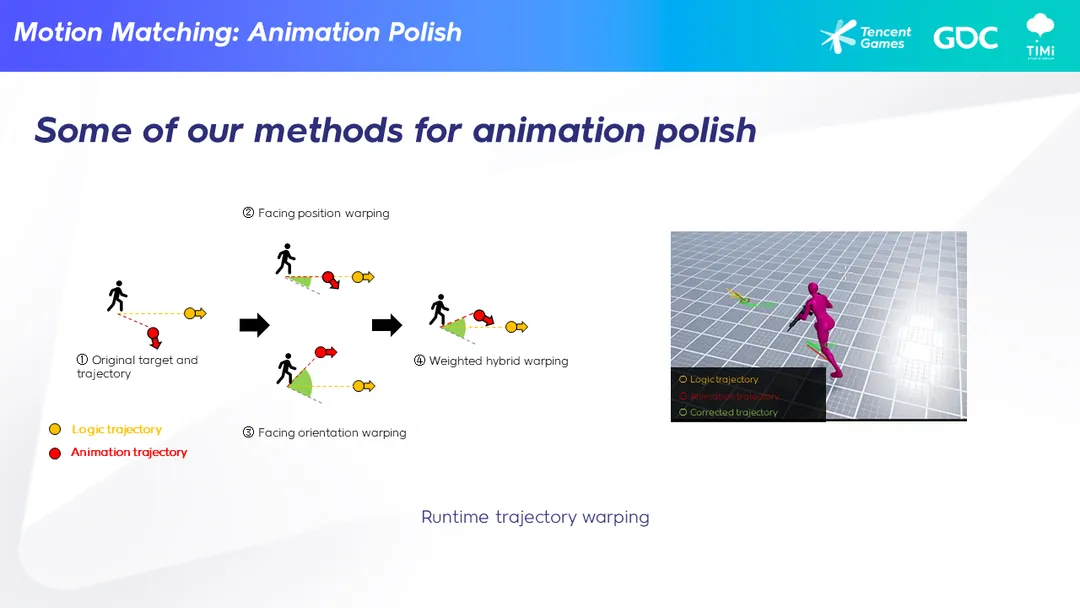 Motion Matching: Animation Polish
Tencent
Games
GDC
TiMi
STUDIO GROUP
Some of our methods for animation polish
② Facing position warping
① Original target and
trajectory
④ Weighted hybrid warping
③ Facing orientation warping
Logic trajectory
Animation trajectory
Logic trajectory
Animation trajectory
Corrected trajectory
Runtime trajectory warping